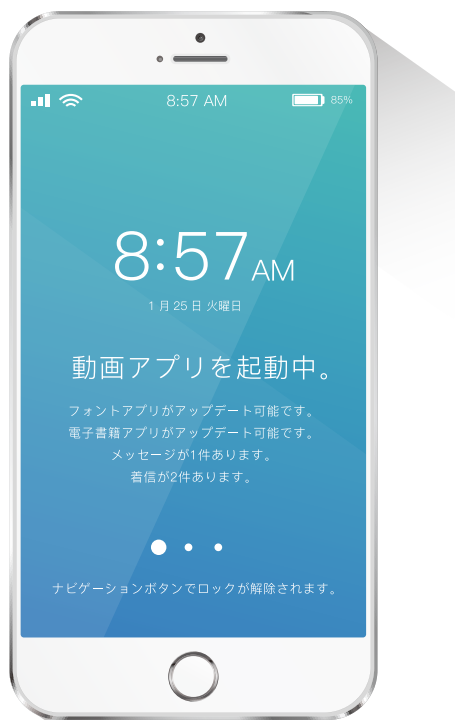 8:57 AM
85%
8:57 AM
1月25日 火曜日
動画アプリを起動中。
フォントアプリがアップデート可能です。
電子書籍アプリがアップデート可能です。
メッセージが1件あります。
着信が2件あります。
ナビゲーションボタンでロックが解除されます。